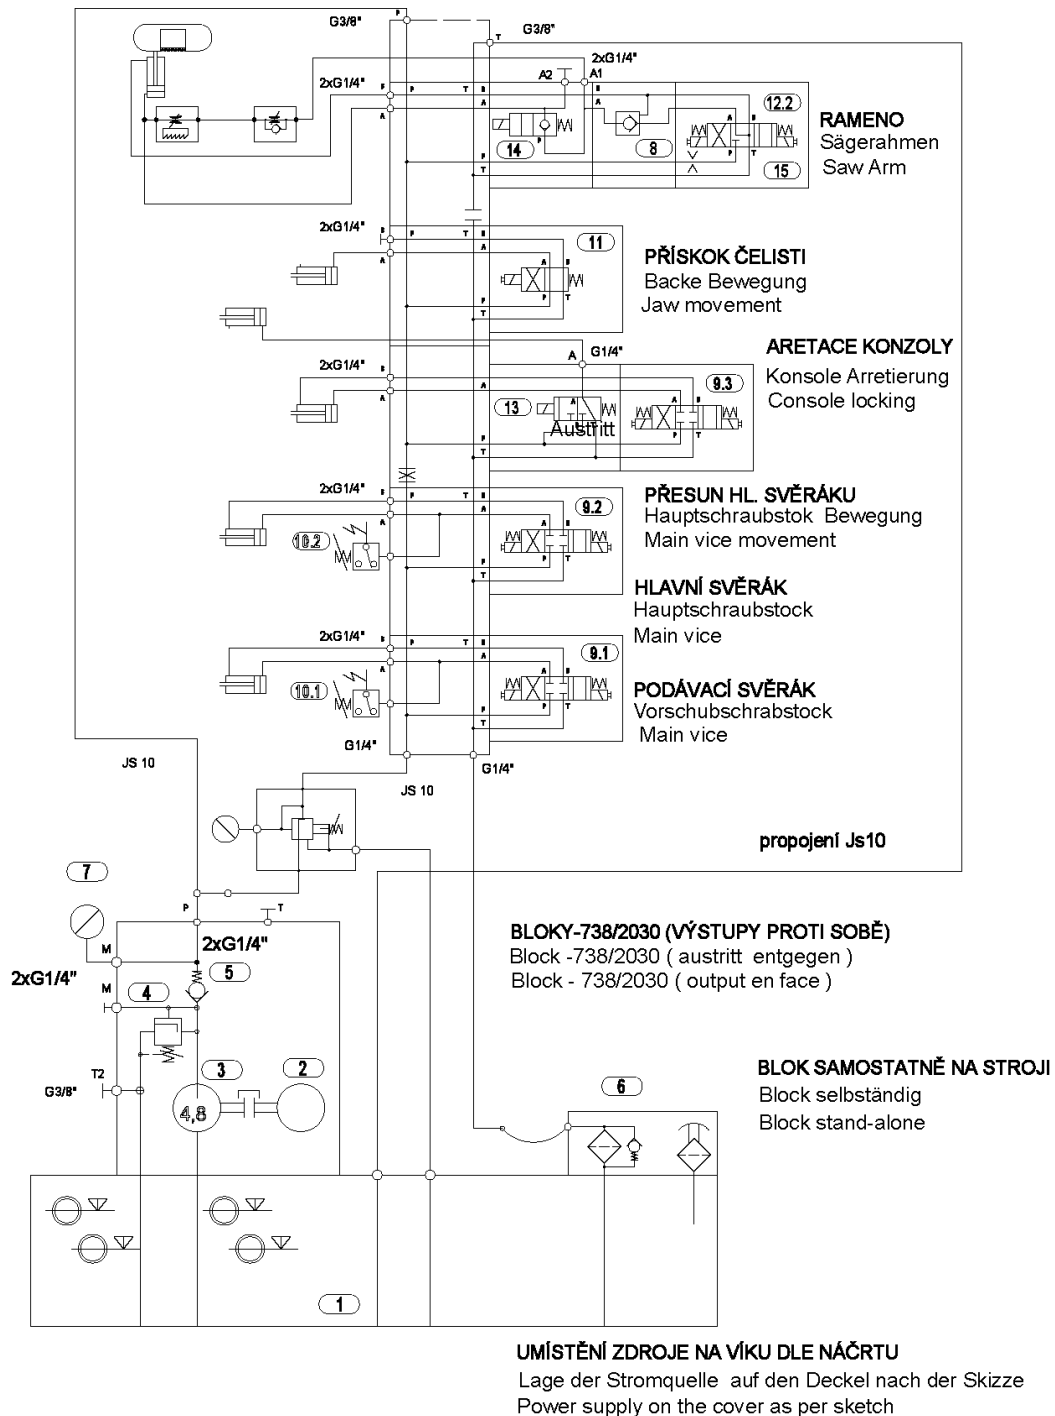 P
G3/8"
T
G3/8"
2xG1/4"
A2
A1
2xG1/4"
P
T
B
B
A
A
A
B
12.2
RAMENO
Sägerahmen
Saw Arm
14
8
P
T
15
P
T
2xG1/4"
B
P
T
B
A
A
11
A
B
P
T
P
T
PŘÍSKOK ČELISTI
Backe Bewegung
Jaw movement
ARETACE KONZOLY
Konsole Arretierung
Console locking
A
G1/4"
2xG1/4"
B
A
A
9.3
A
B
13
A
P
T
Austritt
P
T
2xG1/4"
B
P
T
B
A
A
9.2
A
B
10.2
P
T
P
T
PŘESUN HL. SVĚRÁKU
Hauptschraubstok Bewegung
Main vice movement
HLAVNÍ SVĚRÁK
Hauptschraubstock
Main vice
2xG1/4"
B
P
T
B
A
A
9.1
A
B
10.1
P
T
P
T
PODÁVACÍ SVĚRÁK
Vorschubschrabstock
Main vice
G1/4"
G1/4"
JS 10
JS 10
propojení Js10
7
P
T
2xG1/4"
M
2xG1/4"
M
5
4
BLOKY-738/2030 (VÝSTUPY PROTI SOBĚ)
Block -738/2030 ( austritt entgegen )
Block - 738/2030 ( output en face )
T2
G3/8"
3
2
4,8
6
BLOK SAMOSTATNĚ NA STROJI
Block selbständig
Block stand-alone
1
UMÍSTĚNÍ ZDROJE NA VÍKU DLE NÁČRTU
Lage der Stromquelle auf den Deckel nach der Skizze
Power supply on the cover as per sketch